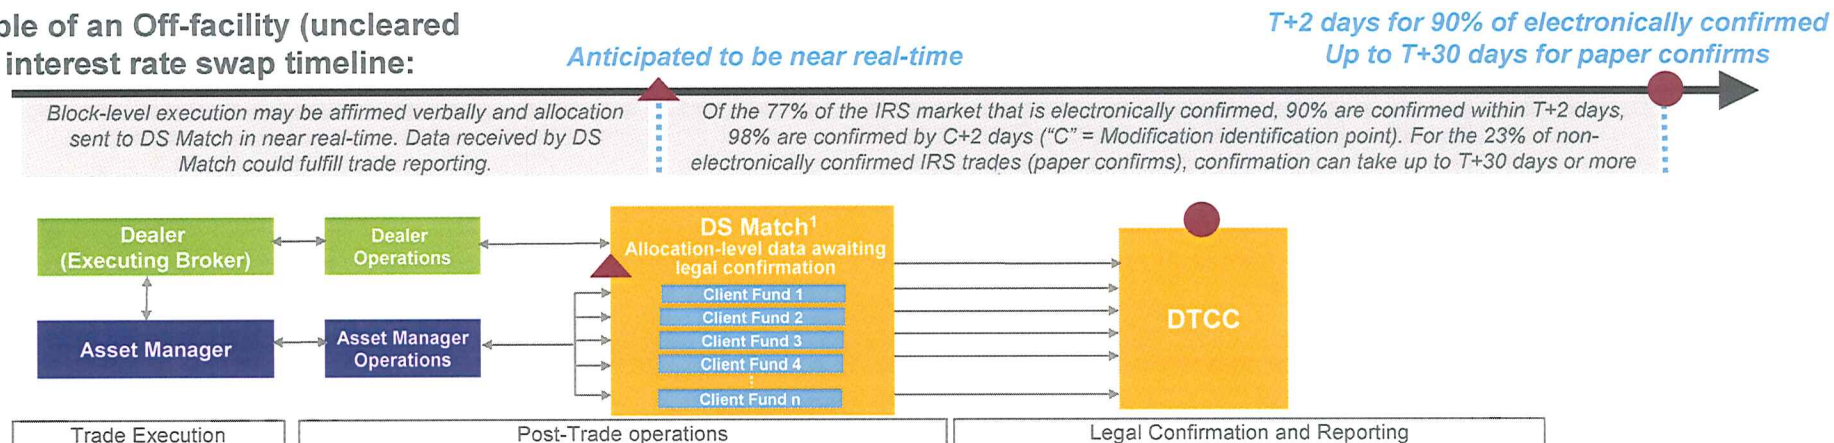 ple of an Off-facility (uncleared
interest rate swap timeline:
Anticipated to be near real-time
T+2 days for 90% of electronically confirmed
Up to T+30 days for paper confirms
Block-level execution may be affirmed verbally and allocation
sent to DS Match in near real-time. Data received by DS
Match could fulfill trade reporting.
Of the 77% of the IRS market that is electronically confirmed, 90% are confirmed within T+2 days,
98% are confirmed by C+2 days ("C" = Modification identification point). For the 23% of non-
electronically confirmed IRS trades (paper confirms), confirmation can take up to T+30 days or more
Dealer
(Executing Broker)
Dealer
Operations
Asset Manager
Asset Manager
Operations
DS Match¹
Allocation-level data awaiting
legal confirmation
Client Fund 1
Client Fund 2
Client Fund 3
Client Fund 4
⋮
Client Fund n
DTCC
Trade Execution
Post-Trade operations
Legal Confirmation and Reporting